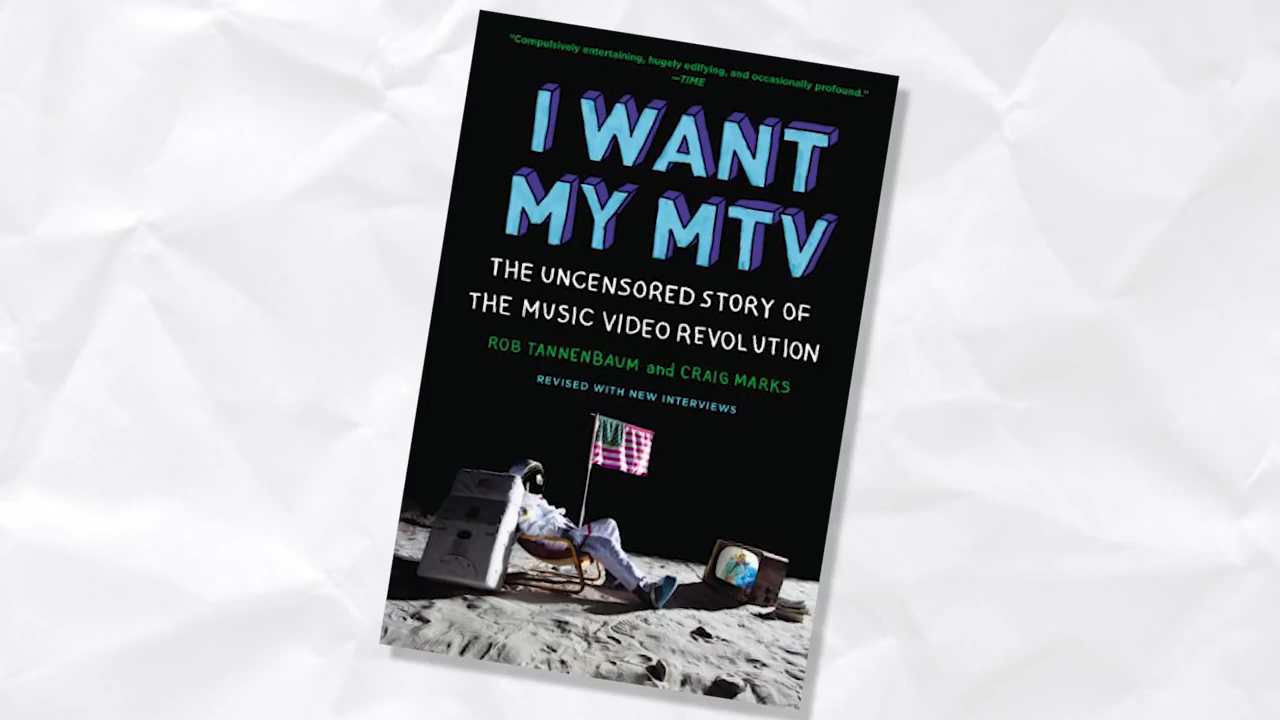 "Compulsively entertaining, hugely edifying, and occasionally profound."
—TIME
I WANT
MY MTV
THE UNCENSORED STORY OF
THE MUSIC VIDEO REVOLUTION
ROB TANNENBAUM and CRAIG MARKS
REVISED WITH NEW INTERVIEWS